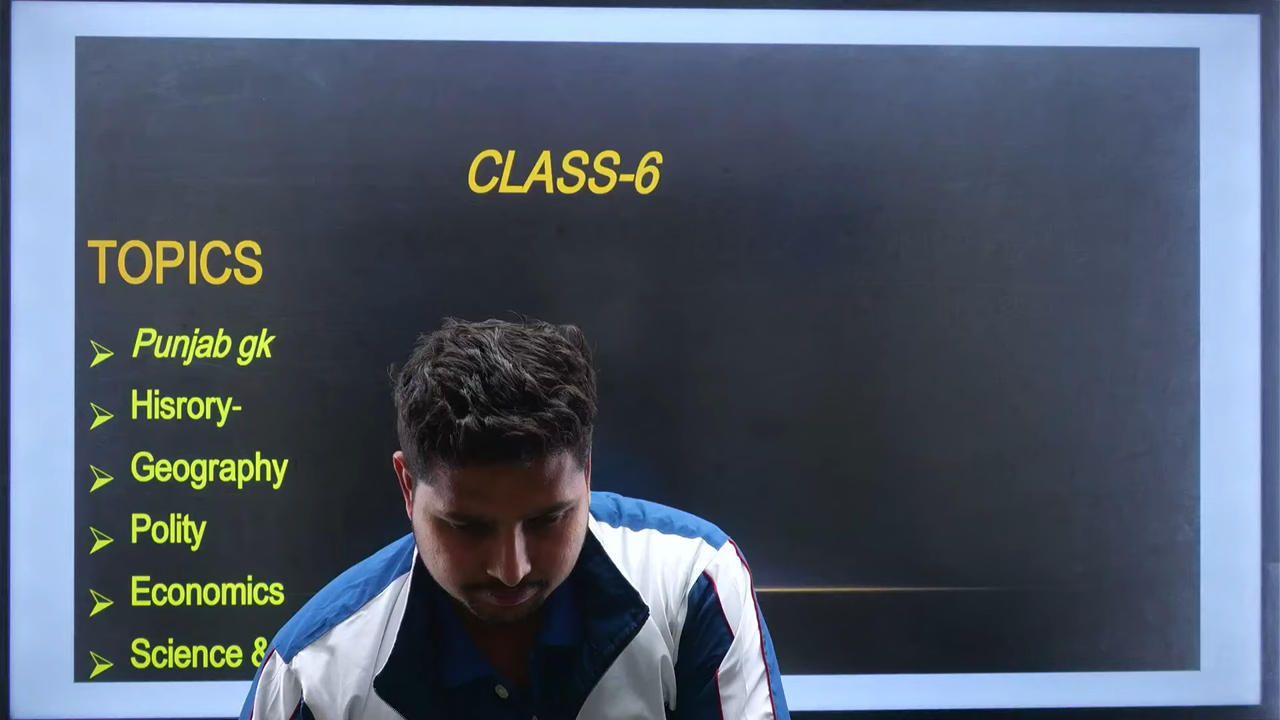 CLASS-6
TOPICS
➢ Punjab gk
➢ Hisrory-
➢ Geography
➢ Polity
➢ Economics
➢ Science &